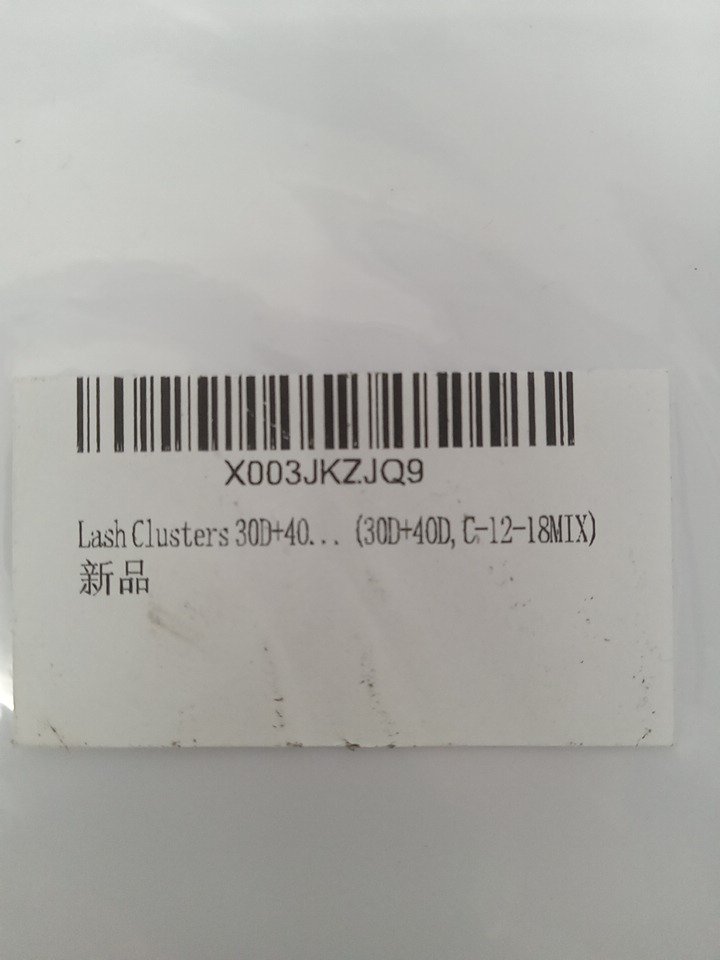 X003JKZJQ9
Lash Clusters 30D+40... (30D+40D, C-12-18MIX)
新品